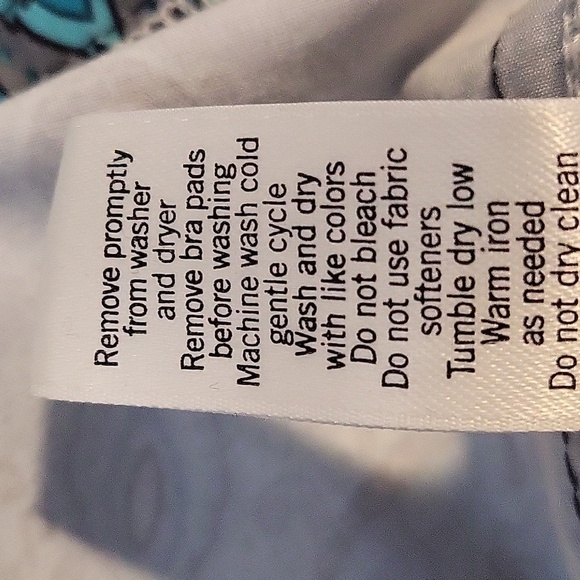 Remove promptly
from washer
and dryer
Remove bra pads
before washing
Machine wash cold
gentle cycle
Wash and dry
with like colors
Do not bleach
Do not use fabric
softeners
Tumble dry low
Warm iron
as needed
Do not dry clean